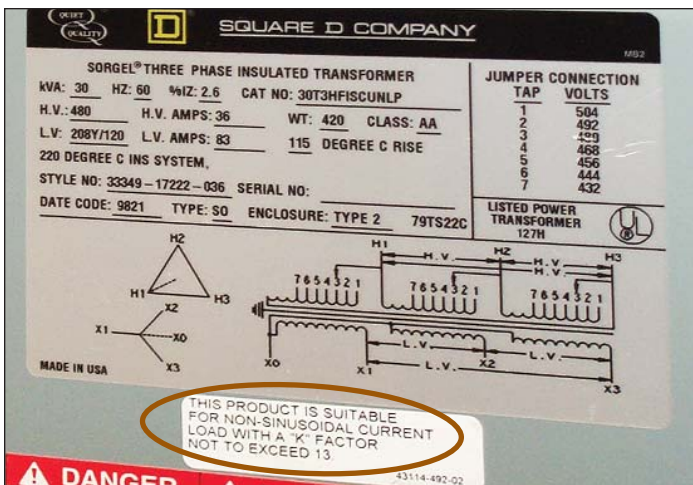 QUIET
QUALITY
D
SQUARE D COMPANY
MS2
SORGEL® THREE PHASE INSULATED TRANSFORMER
kVA: 30 HZ: 60 %IZ: 2.6 CAT NO: 30T3HFISCUNLP
H.V.: 480 H.V. AMPS: 36 WT: 420 CLASS: AA
L.V: 208Y/120 L.V. AMPS: 83 115 DEGREE C RISE
220 DEGREE C INS SYSTEM,
STYLE NO: 33349-17222-036 SERIAL NO:
DATE CODE: 9821 TYPE: SO ENCLOSURE: TYPE 2 79TS22C
JUMPER CONNECTION
TAP VOLTS
1 504
2 492
3 480
4 468
5 456
6 444
7 432
LISTED POWER
TRANSFORMER
127H
UL
®
H2
H1
H3
X2
X1
X0
X3
H1 H2 H3
H.V. H.V.
H.V.
7 6 5 4 3 2 1 7 6 5 4 3 2 1 7 6 5 4 3 2 1
L.V. L.V.
L.V.
X0 X1 X2 X3
MADE IN USA
THIS PRODUCT IS SUITABLE
FOR NON-SINUSOIDAL CURRENT
LOAD WITH A "K" FACTOR
NOT TO EXCEED 13.
43114-492-02
DANGER